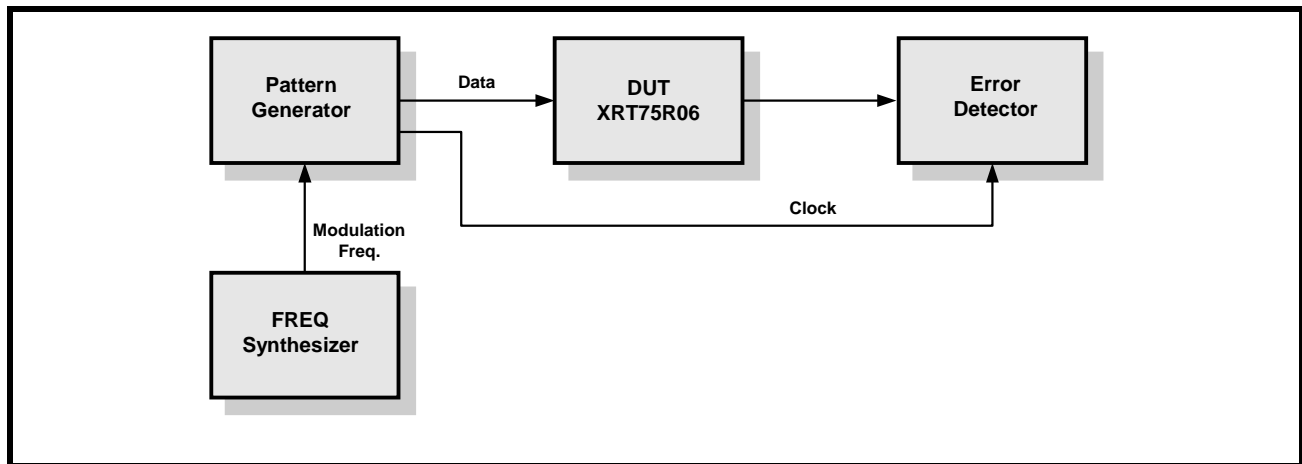 Pattern
Generator
Data
DUT
XRT75R06
Error
Detector
Clock
Modulation
Freq.
FREQ
Synthesizer